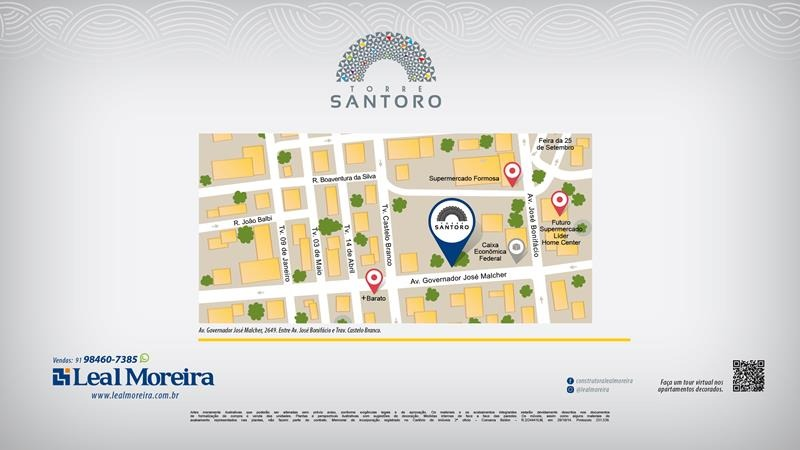 TORRE
SANTORO
Feira da 25
de Setembro
Supermercado Formosa
R. Boaventura da Silva
R. João Balbi
Tv. 09 de Janeiro
Tv. 03 de Maio
Tv. 14 de Abril
Tv. Castelo Branco
TORRE
SANTORO
Av. José Bonifácio
Futuro
Supermercado
Líder
Home Center
Caixa
Econômica
Federal
Av. Governador José Malcher
+Barato
Av. Governador José Malcher, 2649. Entre Av. José Bonifácio e Trav. Castelo Branco.
Vendas: 91 98460-7385
Leal Moreira
www.lealmoreira.com.br
construtoralealmoreira
@lealmoreira
Faça um tour virtual nos
apartamentos decorados.